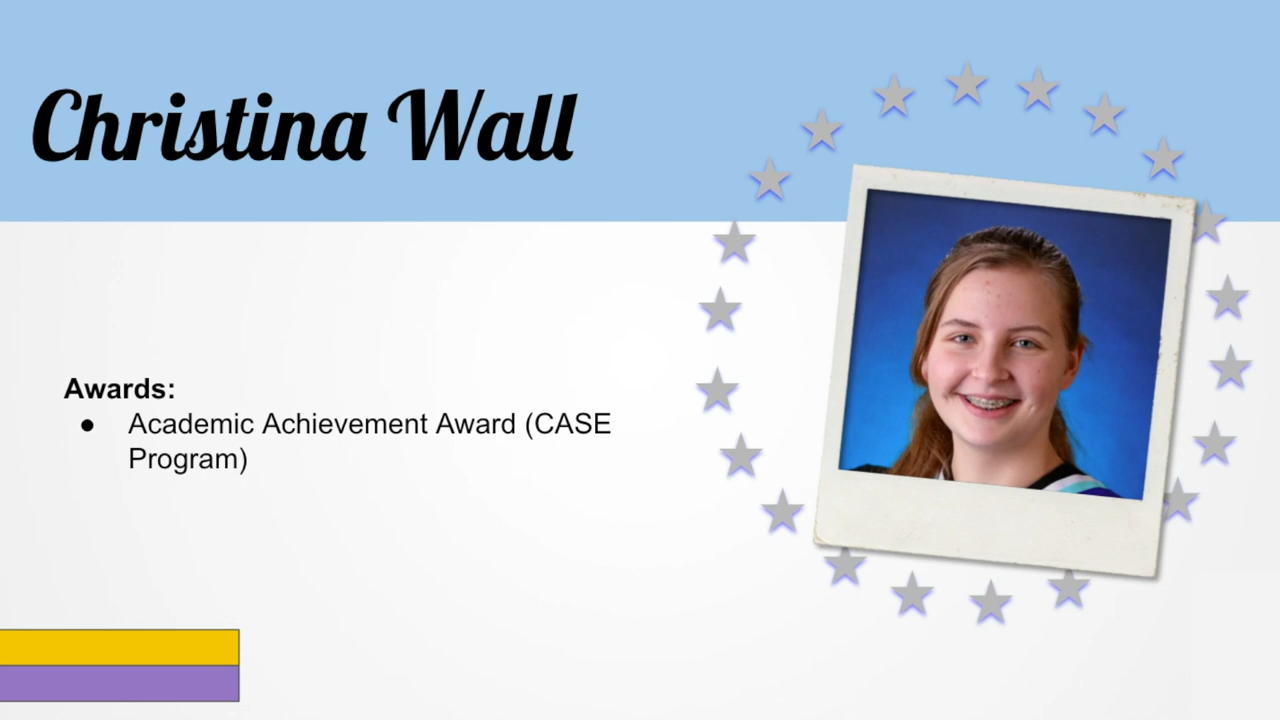 Christina Wall
Awards:
● Academic Achievement Award (CASE
Program)